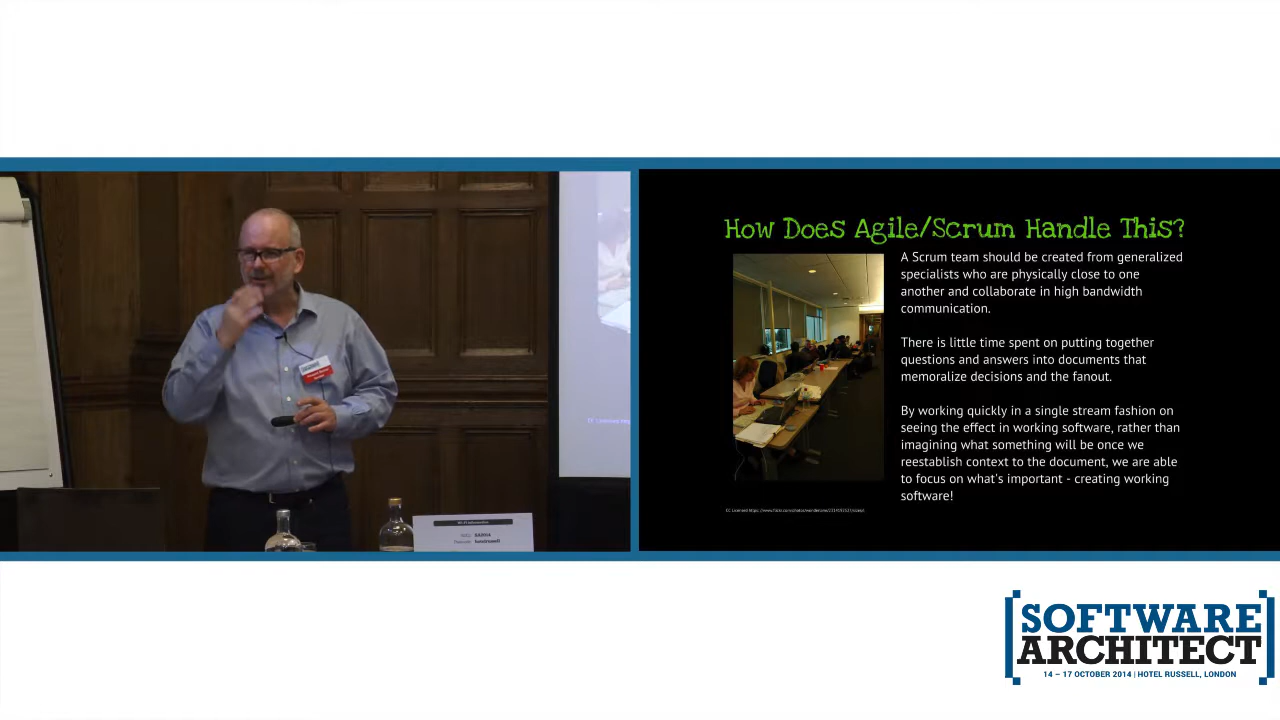 How Does Agile/Scrum Handle This?
A Scrum team should be created from generalized
specialists who are physically close to one
another and collaborate in high bandwidth
communication.
There is little time spent on putting together
questions and answers into documents that
memoralize decisions and the fanout.
By working quickly in a single stream fashion on
seeing the effect in working software, rather than
imagining what something will be once we
reestablish context to the document, we are able
to focus on what's important - creating working
software!
SOFTWARE
ARCHITECT
14 – 17 OCTOBER 2014 | HOTEL RUSSELL, LONDON